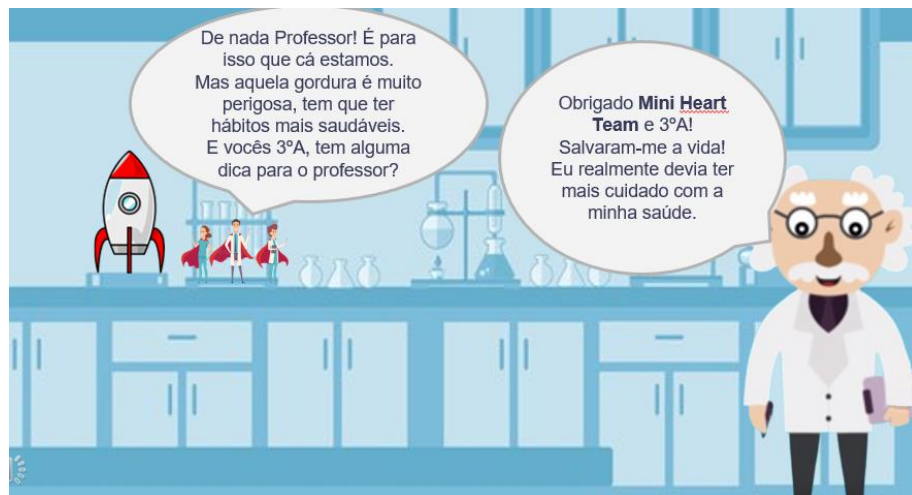 De nada Professor! É para
isso que cá estamos.
Mas aquela gordura é muito
perigosa, tem que ter
hábitos mais saudáveis.
E vocês 3ºA, tem alguma
dica para o professor?
Obrigado Mini Heart
Team e 3ºA!
Salvaram-me a vida!
Eu realmente devia ter
mais cuidado com a
minha saúde.